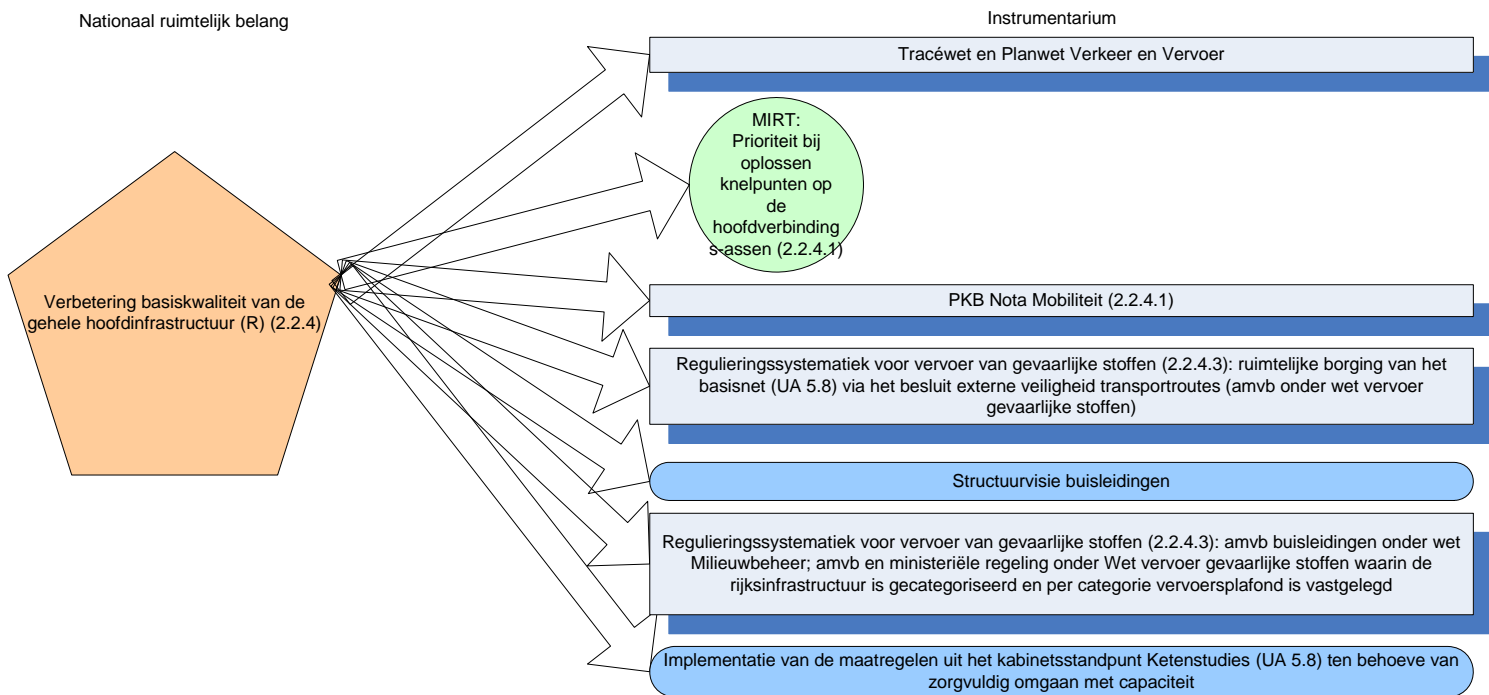 Nationaal ruimtelijk belang
Instrumentarium
Tracéwet en Planwet Verkeer en Vervoer
MIRT:
Prioriteit bij
oplossen
knelpunten op
de
hoofdverbinding
s-assen (2.2.4.1)
Verbetering basiskwaliteit van de
gehele hoofdinfrastructuur (R) (2.2.4)
PKB Nota Mobiliteit (2.2.4.1)
Regulieringssystematiek voor vervoer van gevaarlijke stoffen (2.2.4.3): ruimtelijke borging van het
basisnet (UA 5.8) via het besluit externe veiligheid transportroutes (amvb onder wet vervoer
gevaarlijke stoffen)
Structuurvisie buisleidingen
Regulieringssystematiek voor vervoer van gevaarlijke stoffen (2.2.4.3): amvb buisleidingen onder wet
Milieuwbeheer; amvb en ministeriële regeling onder Wet vervoer gevaarlijke stoffen waarin de
rijksinfrastructuur is gecategoriseerd en per categorie vervoersplafond is vastgelegd
Implementatie van de maatregelen uit het kabinetsstandpunt Ketenstudies (UA 5.8) ten behoeve van
zorgvuldig omgaan met capaciteit